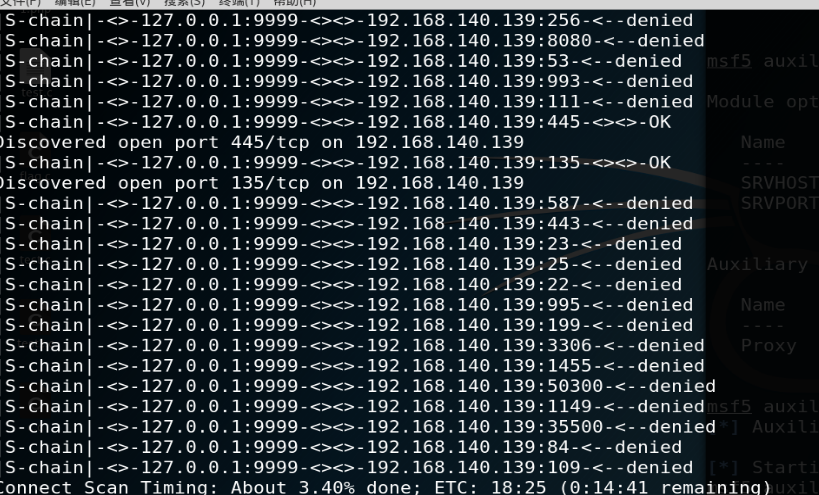 文件(F) 编辑(E) 查看(V) 搜索(S) 终端(T) 帮助(H)
S-chain|-<>-127.0.0.1:9999-<><>-192.168.140.139:256-<--denied
S-chain|-<>-127.0.0.1:9999-<><>-192.168.140.139:8080-<--denied
S-chain|-<>-127.0.0.1:9999-<><>-192.168.140.139:53-<--denied
msf5 auxil
S-chain|-<>-127.0.0.1:9999-<><>-192.168.140.139:993-<--denied
S-chain|-<>-127.0.0.1:9999-<><>-192.168.140.139:111-<--denied
Module opt
S-chain|-<>-127.0.0.1:9999-<><>-192.168.140.139:445-<><>-OK
Discovered open port 445/tcp on 192.168.140.139
Name
S-chain|-<>-127.0.0.1:9999-<><>-192.168.140.139:135-<><>-OK
----
Discovered open port 135/tcp on 192.168.140.139
SRVHOST
S-chain|-<>-127.0.0.1:9999-<><>-192.168.140.139:587-<--denied
SRVPORT
S-chain|-<>-127.0.0.1:9999-<><>-192.168.140.139:443-<--denied
S-chain|-<>-127.0.0.1:9999-<><>-192.168.140.139:23-<--denied
S-chain|-<>-127.0.0.1:9999-<><>-192.168.140.139:25-<--denied
Auxiliary
S-chain|-<>-127.0.0.1:9999-<><>-192.168.140.139:22-<--denied
S-chain|-<>-127.0.0.1:9999-<><>-192.168.140.139:995-<--denied
Name
S-chain|-<>-127.0.0.1:9999-<><>-192.168.140.139:199-<--denied
----
S-chain|-<>-127.0.0.1:9999-<><>-192.168.140.139:3306-<--denied
Proxy
S-chain|-<>-127.0.0.1:9999-<><>-192.168.140.139:1455-<--denied
S-chain|-<>-127.0.0.1:9999-<><>-192.168.140.139:50300-<--denied
S-chain|-<>-127.0.0.1:9999-<><>-192.168.140.139:1149-<--denied
msf5 auxil
S-chain|-<>-127.0.0.1:9999-<><>-192.168.140.139:35500-<--denied
*] Auxili
S-chain|-<>-127.0.0.1:9999-<><>-192.168.140.139:84-<--denied
S-chain|-<>-127.0.0.1:9999-<><>-192.168.140.139:109-<--denied
[*] Starti
Connect Scan Timing: About 3.40% done; ETC: 18:25 (0:14:41 remaining)